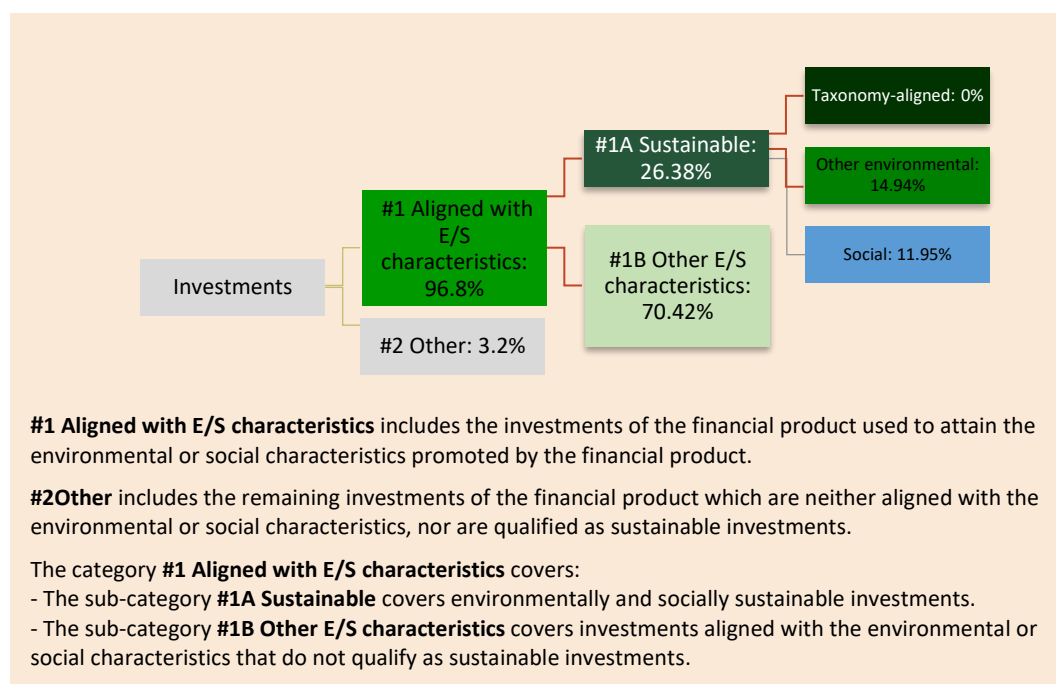 Taxonomy-aligned: 0%
#1A Sustainable:
26.38%
Other environmental:
14.94%
#1 Aligned with
E/S
characteristics:
96.8%
Social: 11.95%
#1B Other E/S
characteristics:
70.42%
Investments
#2 Other: 3.2%
#1 Aligned with E/S characteristics includes the investments of the financial product used to attain the
environmental or social characteristics promoted by the financial product.
#2Other includes the remaining investments of the financial product which are neither aligned with the
environmental or social characteristics, nor are qualified as sustainable investments.
The category #1 Aligned with E/S characteristics covers:
- The sub-category #1A Sustainable covers environmentally and socially sustainable investments.
- The sub-category #1B Other E/S characteristics covers investments aligned with the environmental or
social characteristics that do not qualify as sustainable investments.